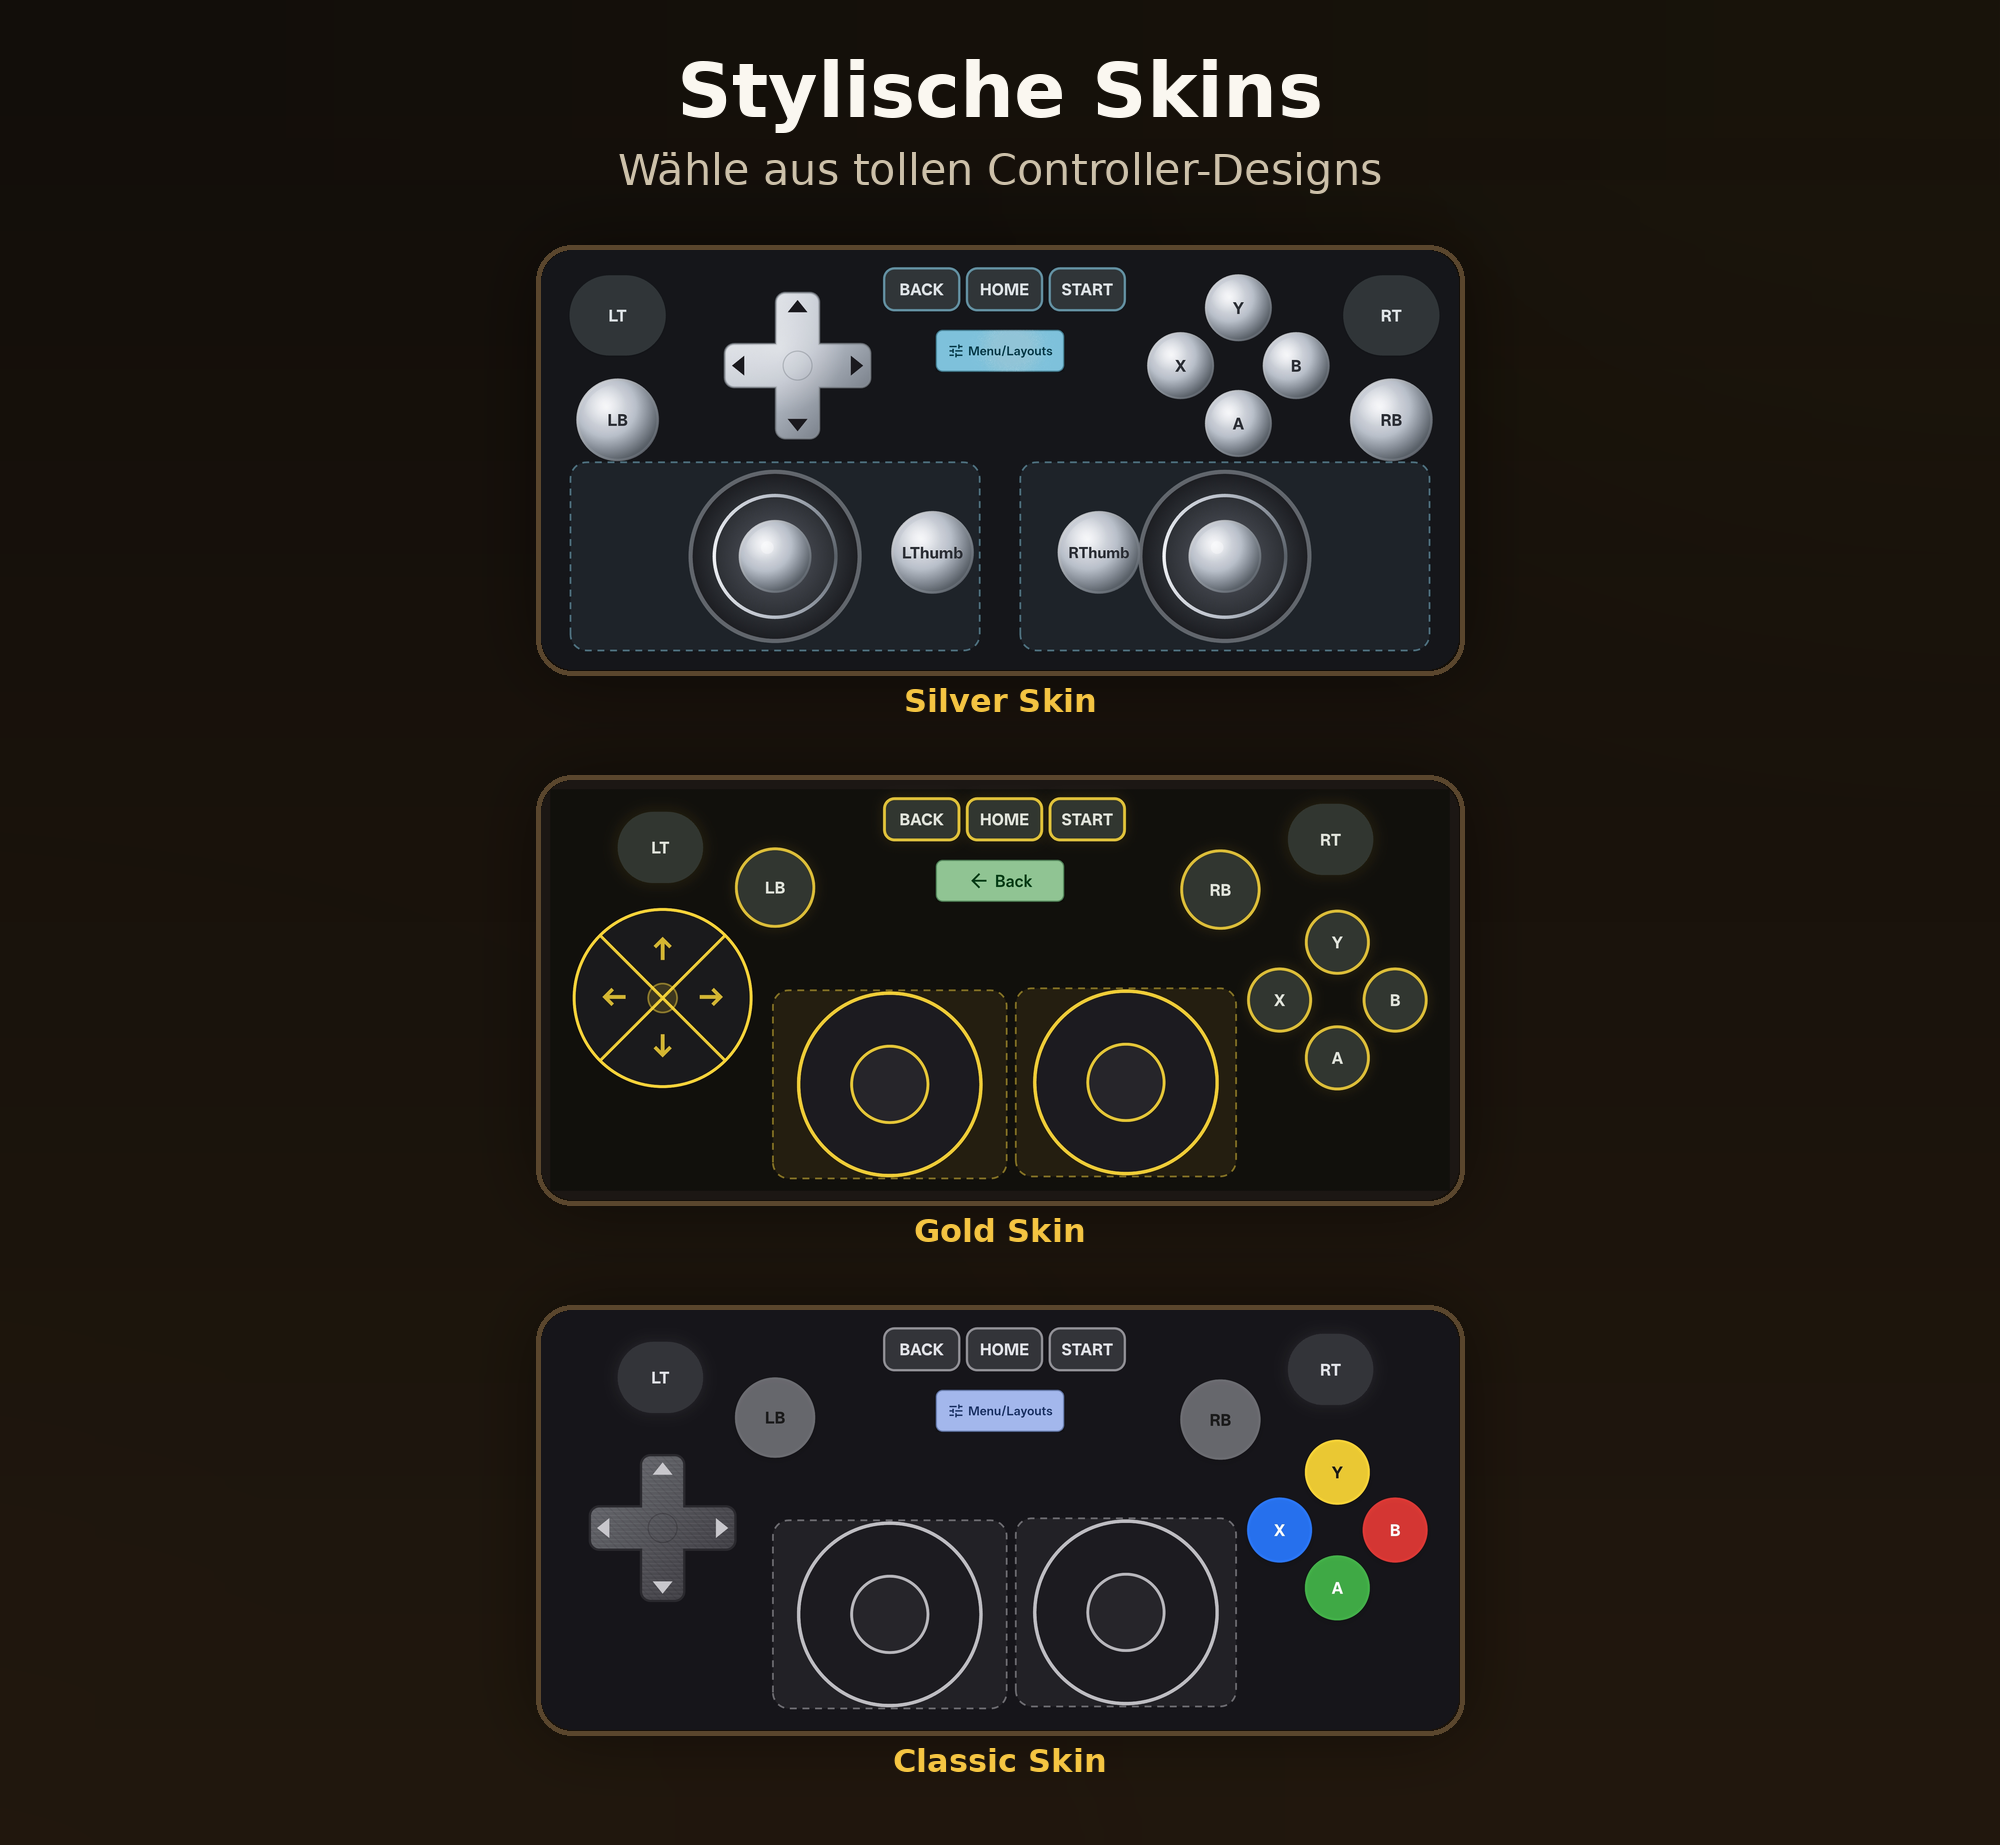 Stylische Skins
Wähle aus tollen Controller-Designs
BACK HOME START
LT Y RT
Menu/Layouts
X B
LB A RB
LThumb RThumb
Silver Skin
BACK HOME START
LT RT
LB Back RB
Y
X B
A
Gold Skin
BACK HOME START
LT RT
LB Menu/Layouts RB
Y
X B
A
Classic Skin